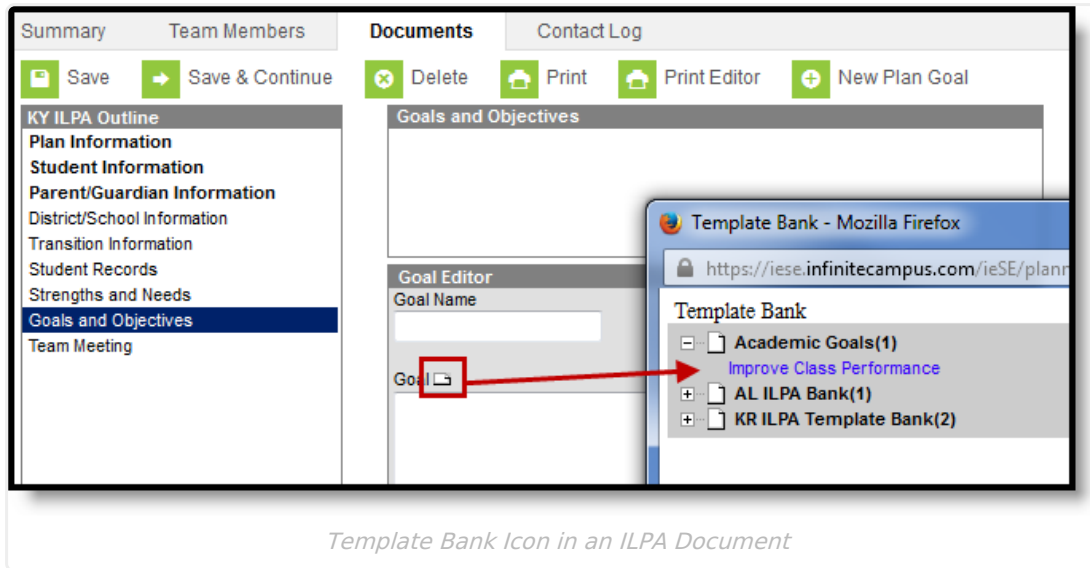 Summary Team Members Documents Contact Log
Save Save & Continue Delete Print Print Editor New Plan Goal
KY ILPA Outline
Plan Information
Student Information
Parent/Guardian Information
District/School Information
Transition Information
Student Records
Strengths and Needs
Goals and Objectives
Team Meeting
Goals and Objectives
Goal Editor
Goal Name
Goal
Template Bank - Mozilla Firefox
https://iese.infinitecampus.com/ieSE/plann
Template Bank
Academic Goals(1)
Improve Class Performance
AL ILPA Bank(1)
KR ILPA Template Bank(2)
Template Bank Icon in an ILPA Document